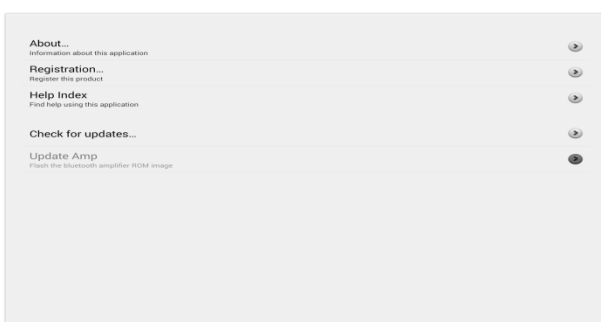 About...
Information about this application
Registration...
Register this product
Help Index
Find help using this application
Check for updates...
Update Amp
Flash the bluetooth amplifier ROM image